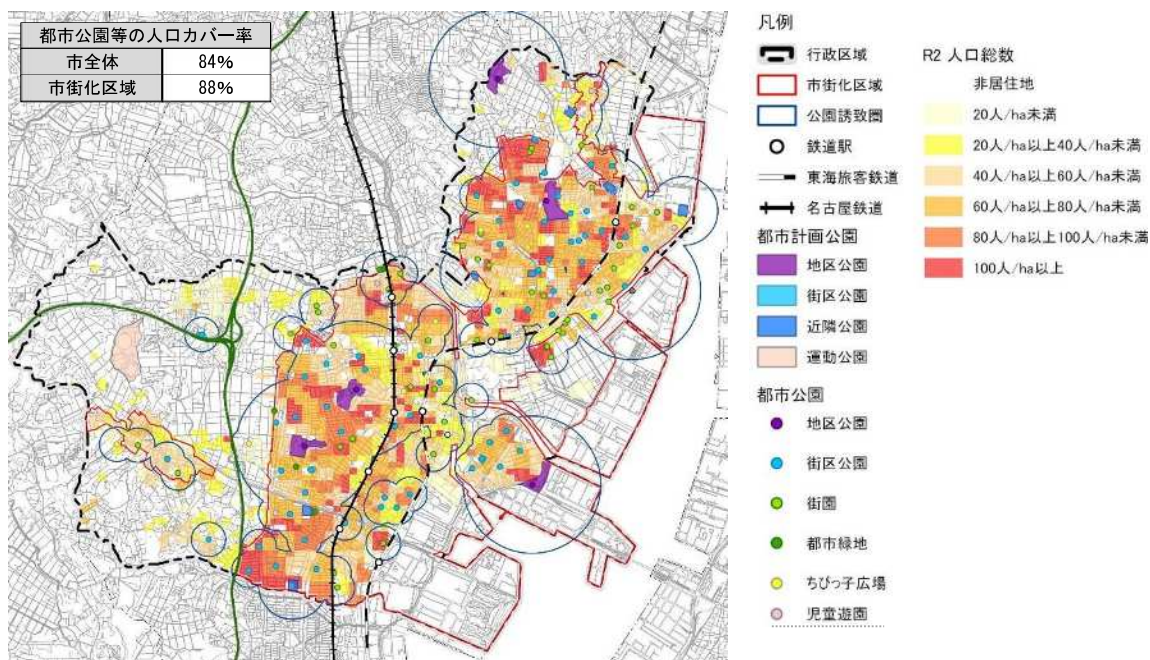 都市公園等の人口カバー率
市全体 84%
市街化区域 88%
凡例
行政区域
市街化区域
公園誘致圏
鉄道駅
東海旅客鉄道
名古屋鉄道
都市計画公園
地区公園
街区公園
近隣公園
運動公園
都市公園
地区公園
街区公園
街園
都市緑地
ちびっ子広場
児童遊園
R2 人口総数
非居住地
20人/ha未満
20人/ha以上40人/ha未満
40人/ha以上60人/ha未満
60人/ha以上80人/ha未満
80人/ha以上100人/ha未満
100人/ha以上